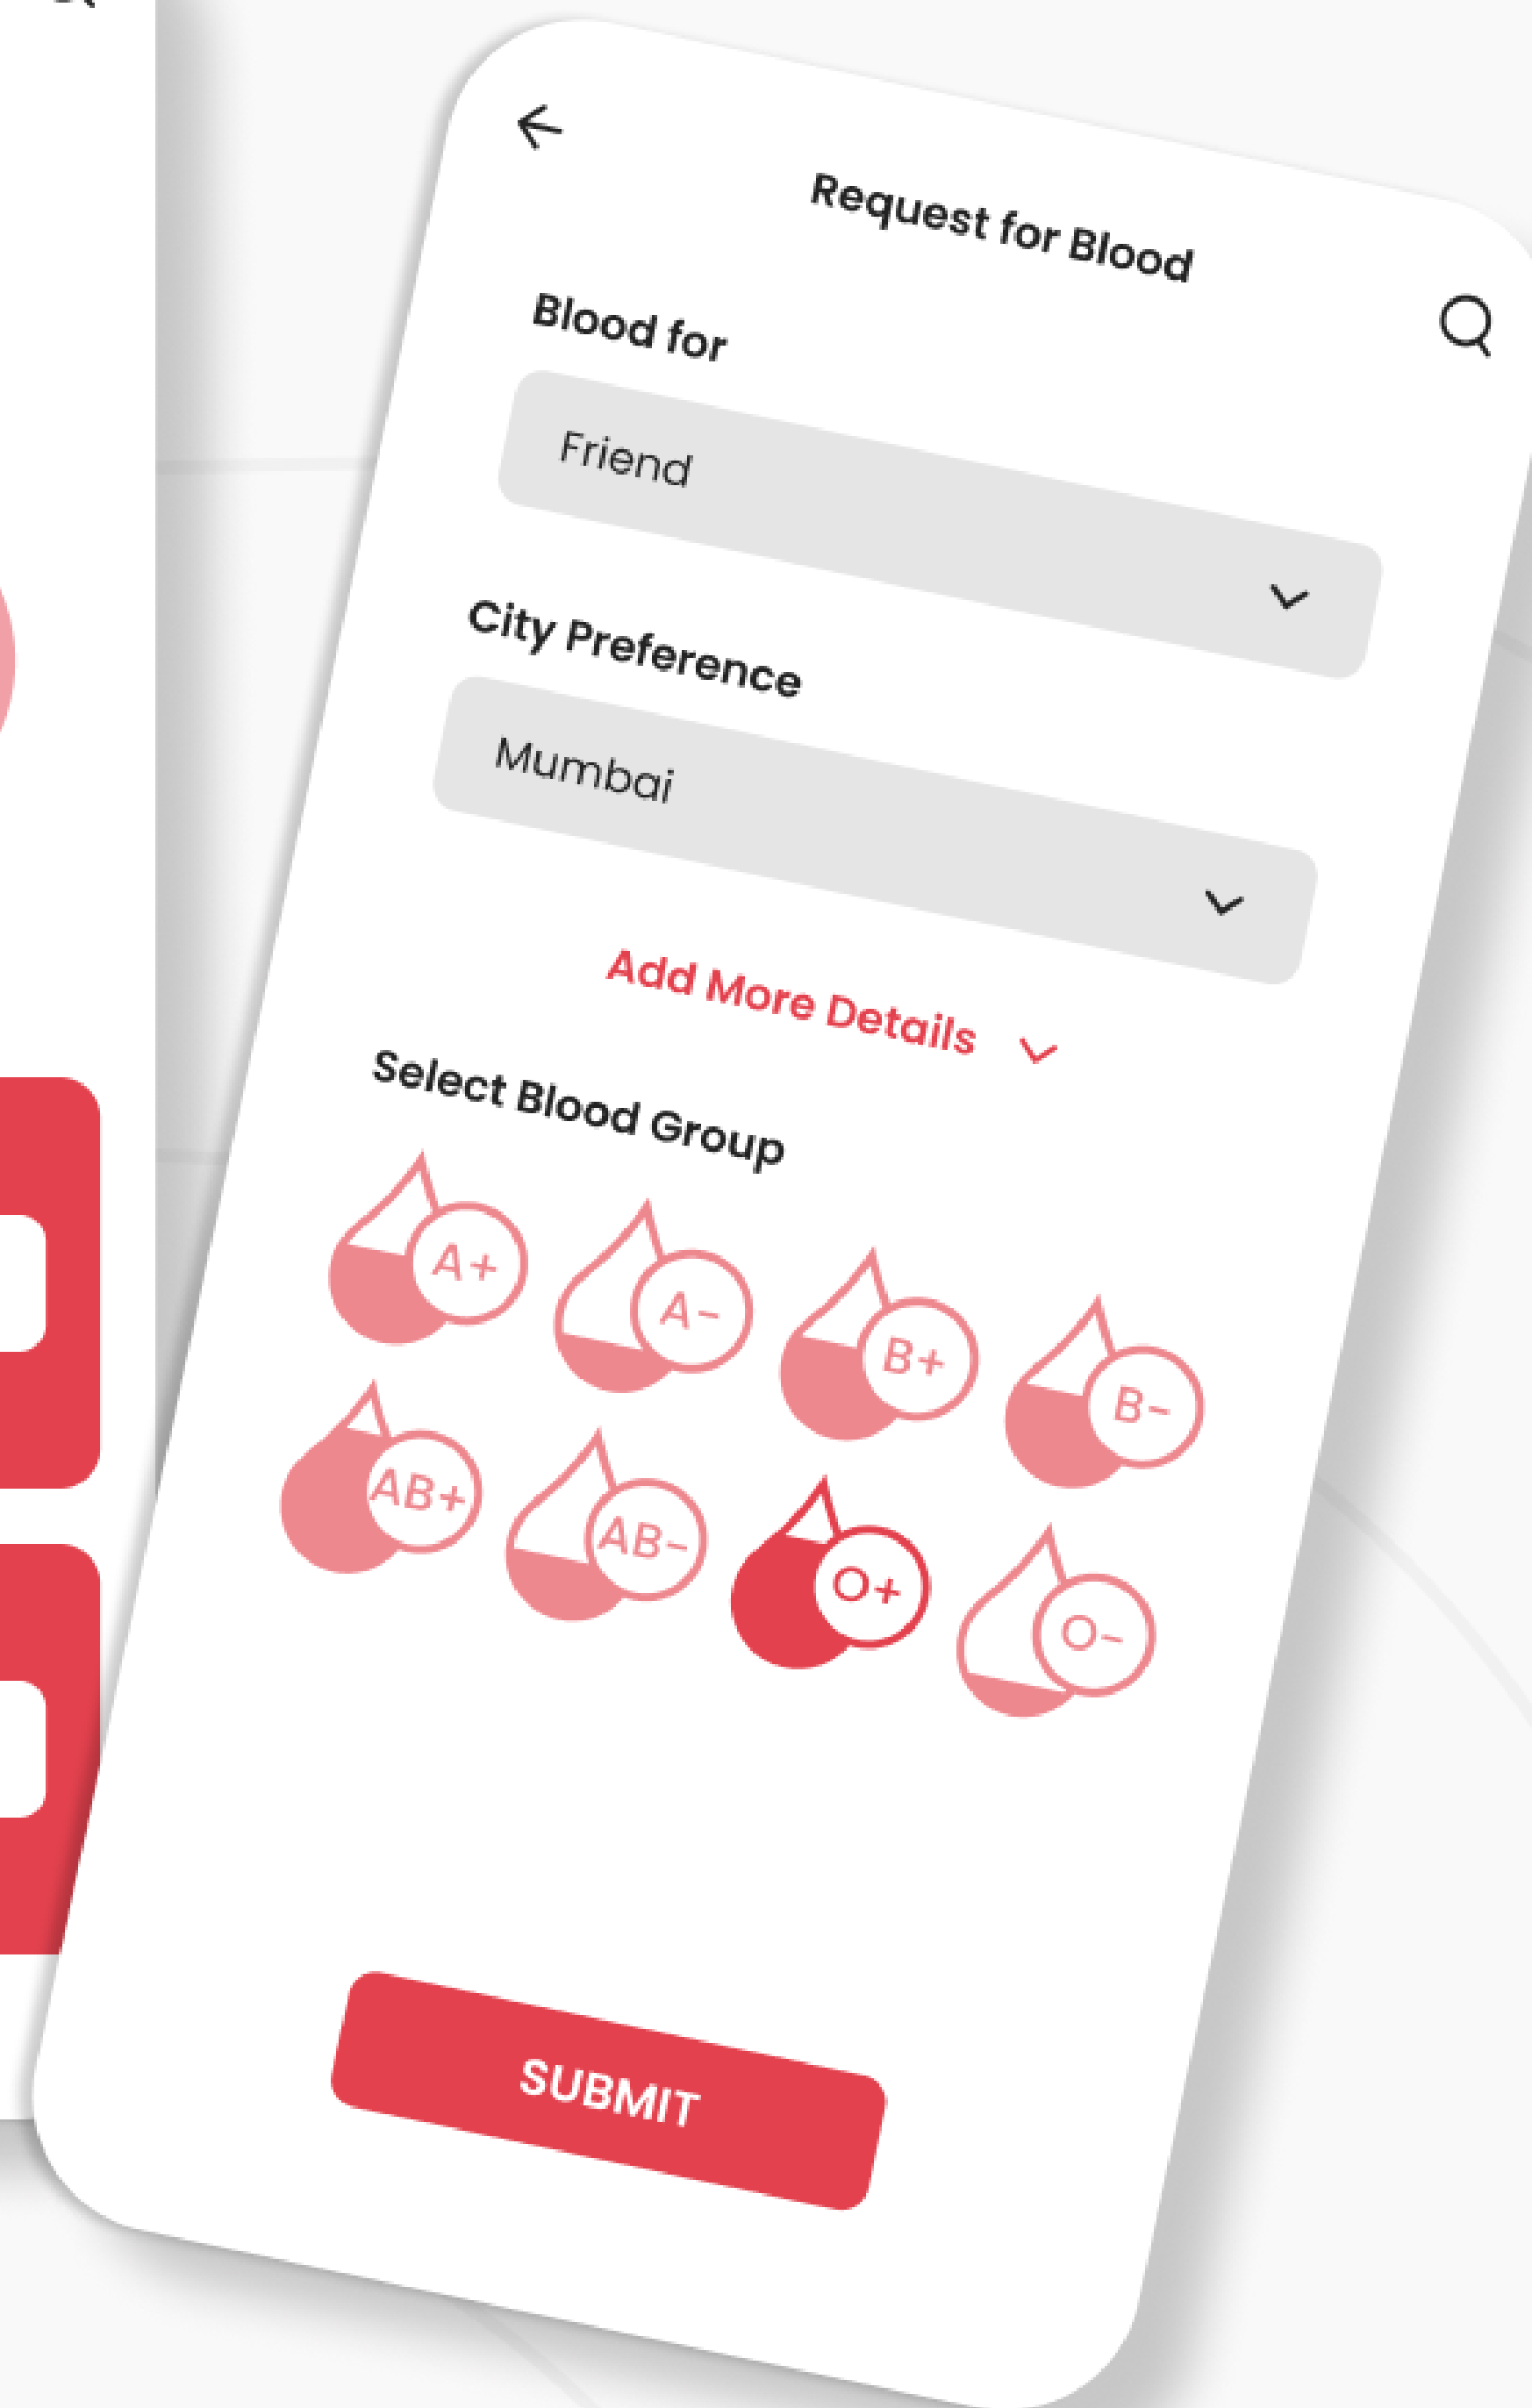 Request for Blood
Blood for
Friend
City Preference
Mumbai
Add More Details
Select Blood Group
A+ A- B+ B-
AB+ AB- O+ O-
SUBMIT